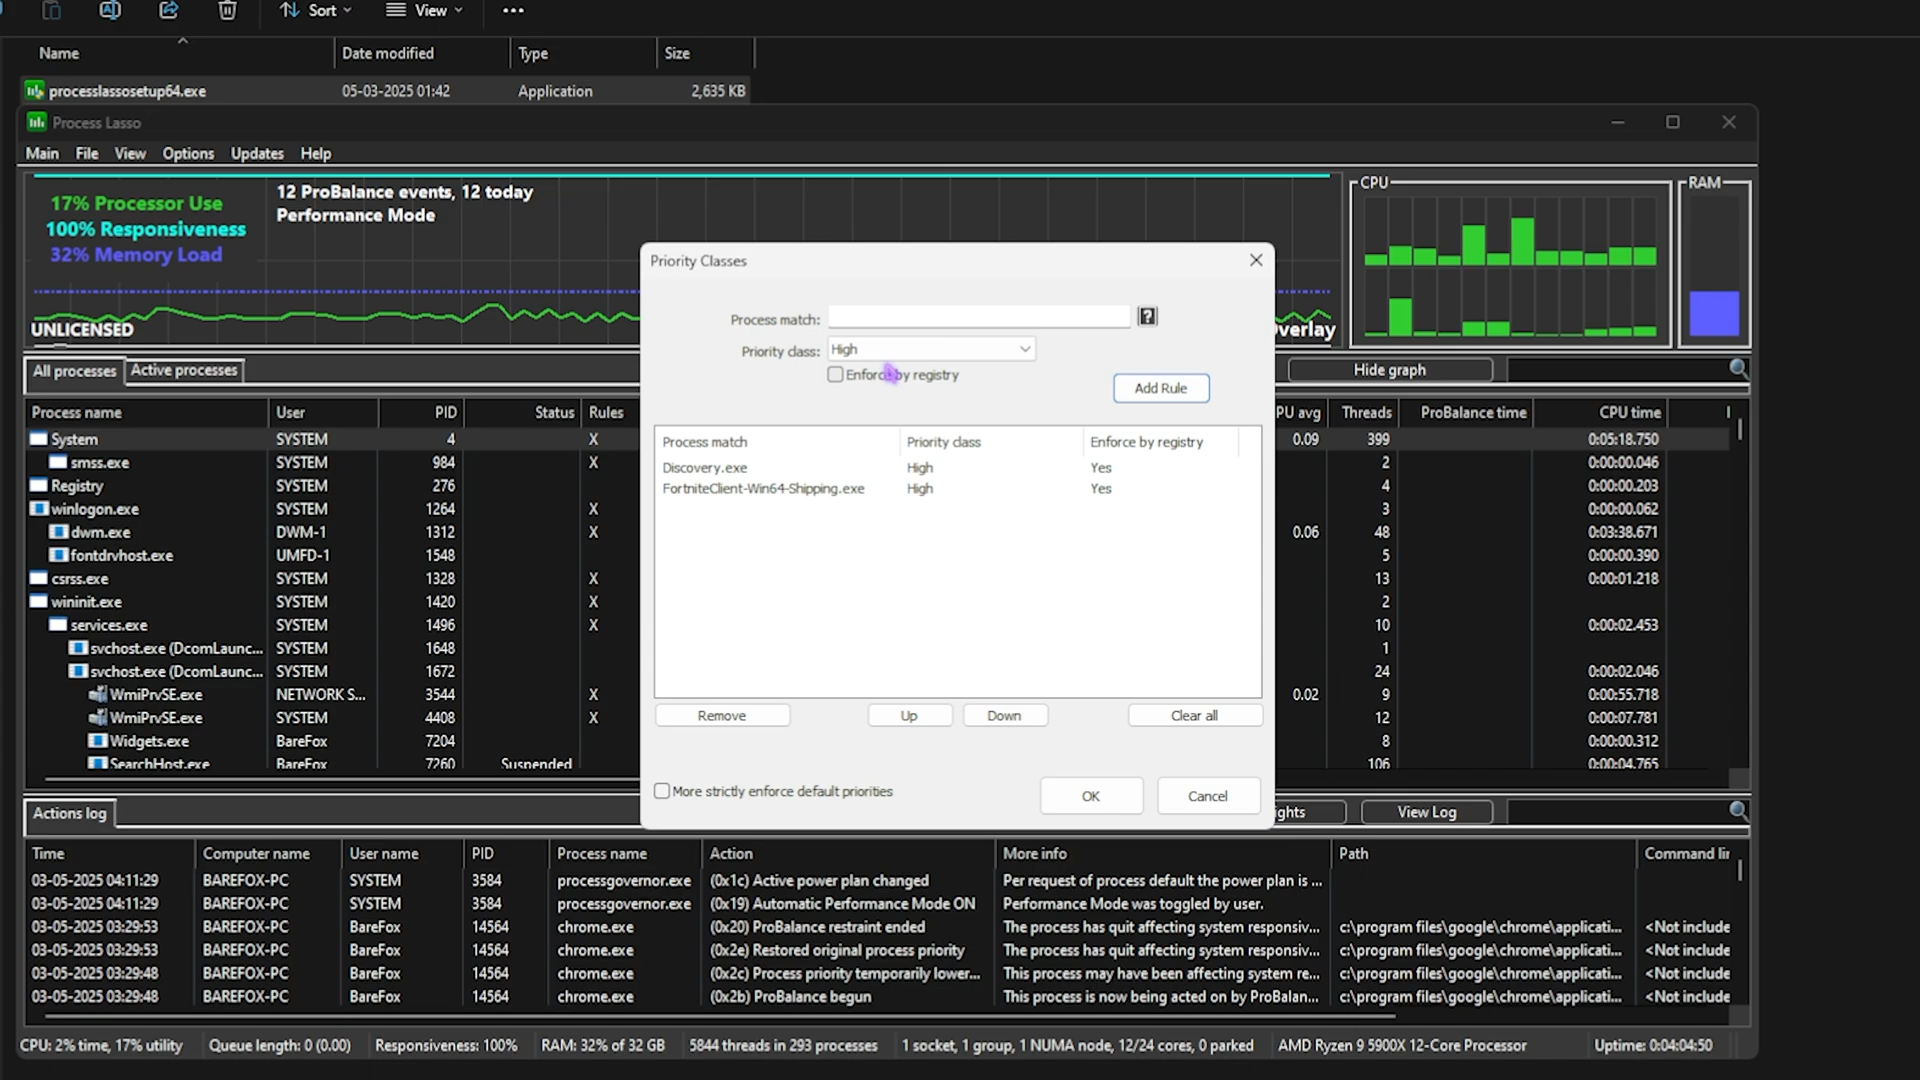 Sort
View
Name
Date modified
Type
Size
processlassosetup64.exe
05-03-2025 01:42
Application
2,635 KB
Process Lasso
Main File View Options Updates Help
17% Processor Use
100% Responsiveness
32% Memory Load
12 ProBalance events, 12 today
Performance Mode
UNLICENSED
CPU
RAM
Priority Classes
Process match:
Priority class:
High
Enforce by registry
Add Rule
Process match Priority class Enforce by registry
Discovery.exe High Yes
FortniteClient-Win64-Shipping.exe High Yes
Remove
Up
Down
Clear all
More strictly enforce default priorities
OK
Cancel
Hide graph
All processes
Active processes
Process name User PID Status Rules Threads ProBalance time CPU time
System SYSTEM 4 X 0.09 399 0:05:18.750
smss.exe SYSTEM 984 X 2 0:00:00.046
Registry SYSTEM 276 4 0:00:00.203
winlogon.exe SYSTEM 1264 X 3 0:00:00.062
dwm.exe DWM-1 1312 X 0.06 48 0:03:38.671
fontdrvhost.exe UMFD-1 1548 5 0:00:00.390
csrss.exe SYSTEM 1328 X 13 0:00:01.218
wininit.exe SYSTEM 1420 X 2
services.exe SYSTEM 1496 X 10 0:00:02.453
svchost.exe (DcomLaunc... SYSTEM 1648 1
svchost.exe (DcomLaunc... SYSTEM 1672 24 0:00:02.046
WmiPrvSE.exe NETWORK S... 3544 X 0.02 9 0:00:55.718
WmiPrvSE.exe SYSTEM 4408 X 12 0:00:07.781
Widgets.exe BareFox 7204 8 0:00:00.312
SearchHost.exe BareFox 7260 Suspended 106 0:00:04.765
Actions log
View Log
Time Computer name User name PID Process name Action More info Path Command lin
03-05-2025 04:11:29 BAREFOX-PC SYSTEM 3584 processgovernor.exe (0x1c) Active power plan changed Per request of process default the power plan is ...
03-05-2025 04:11:29 BAREFOX-PC SYSTEM 3584 processgovernor.exe (0x19) Automatic Performance Mode ON Performance Mode was toggled by user.
03-05-2025 03:29:53 BAREFOX-PC BareFox 14564 chrome.exe (0x20) ProBalance restraint ended The process has quit affecting system responsiv... c:\program files\google\chrome\applicati... <Not include
03-05-2025 03:29:53 BAREFOX-PC BareFox 14564 chrome.exe (0x2e) Restored original process priority The process has quit affecting system responsiv... c:\program files\google\chrome\applicati... <Not include
03-05-2025 03:29:48 BAREFOX-PC BareFox 14564 chrome.exe (0x2c) Process priority temporarily lower... This process may have been affecting system re... c:\program files\google\chrome\applicati... <Not include
03-05-2025 03:29:48 BAREFOX-PC BareFox 14564 chrome.exe (0x2b) ProBalance begun This process is now being acted on by ProBalan... c:\program files\google\chrome\applicati... <Not include
CPU: 2% time, 17% utility Queue length: 0 (0.00) Responsiveness: 100% RAM: 32% of 32 GB 5844 threads in 293 processes 1 socket, 1 group, 1 NUMA node, 12/24 cores, 0 parked AMD Ryzen 9 5900X 12-Core Processor Uptime: 0:04:04:50